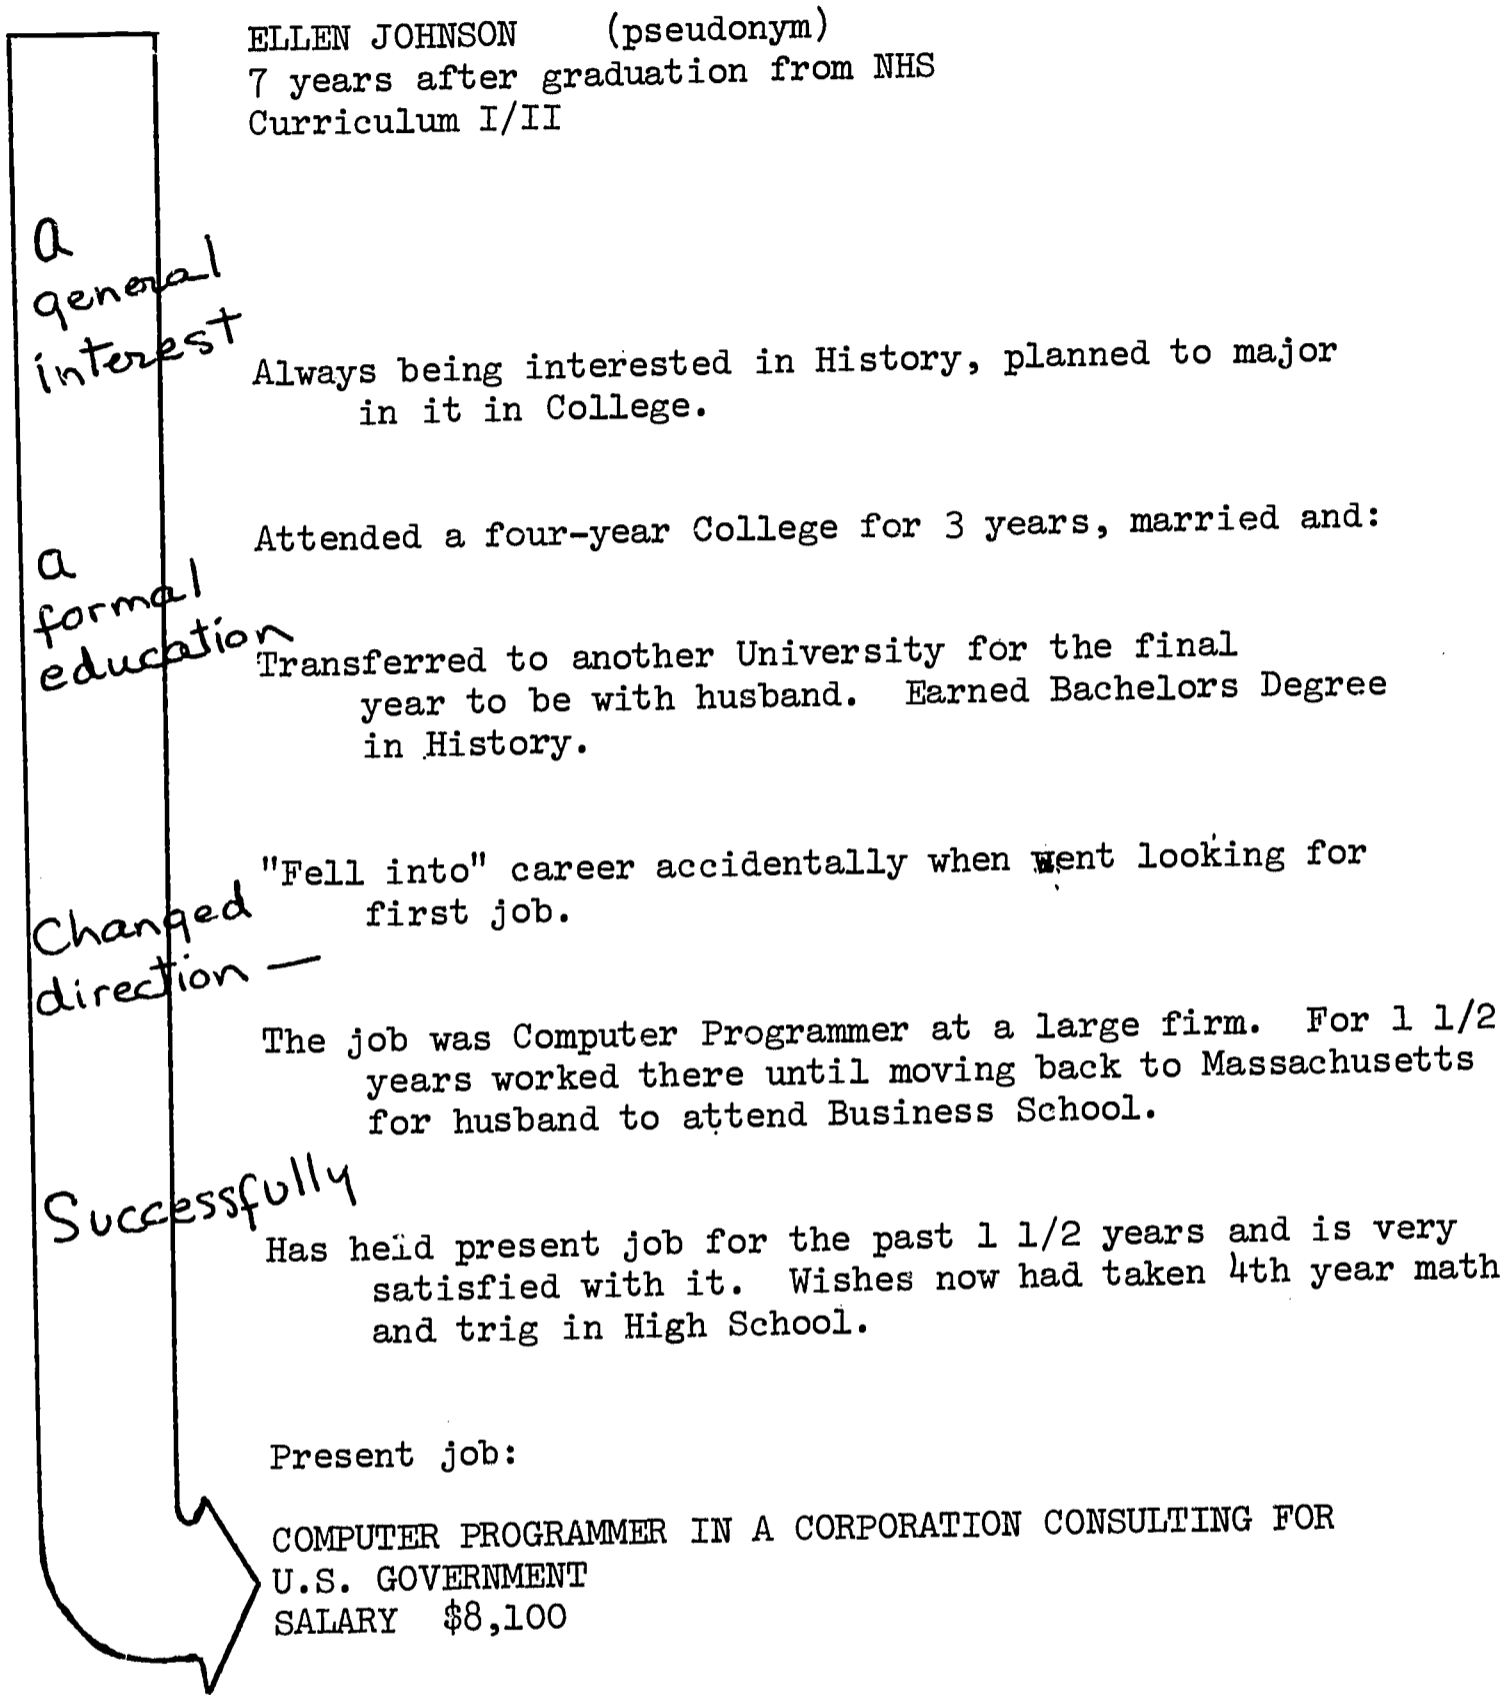 ELLEN JOHNSON (pseudonym)
7 years after graduation from NHS
Curriculum I/II
a
general
interest
Always being interested in History, planned to major
in it in College.
Attended a four-year College for 3 years, married and:
a
formal
education
Transferred to another University for the final
year to be with husband. Earned Bachelors Degree
in History.
"Fell into" career accidentally when went looking for
first job.
Changed
direction —
The job was Computer Programmer at a large firm. For 1 1/2
years worked there until moving back to Massachusetts
for husband to attend Business School.
Successfully
Has held present job for the past 1 1/2 years and is very
satisfied with it. Wishes now had taken 4th year math
and trig in High School.
Present job:
COMPUTER PROGRAMMER IN A CORPORATION CONSULTING FOR
U.S. GOVERNMENT
SALARY $8,100